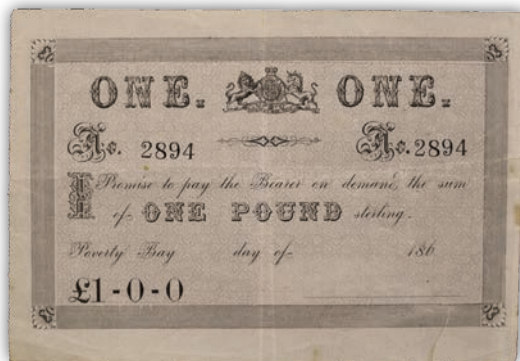 ONE. ONE.
No. 2894 No. 2894
I Promise to pay the Bearer on demand, the sum
of ONE POUND sterling.
Poverty Bay day of 186
£1-0-0